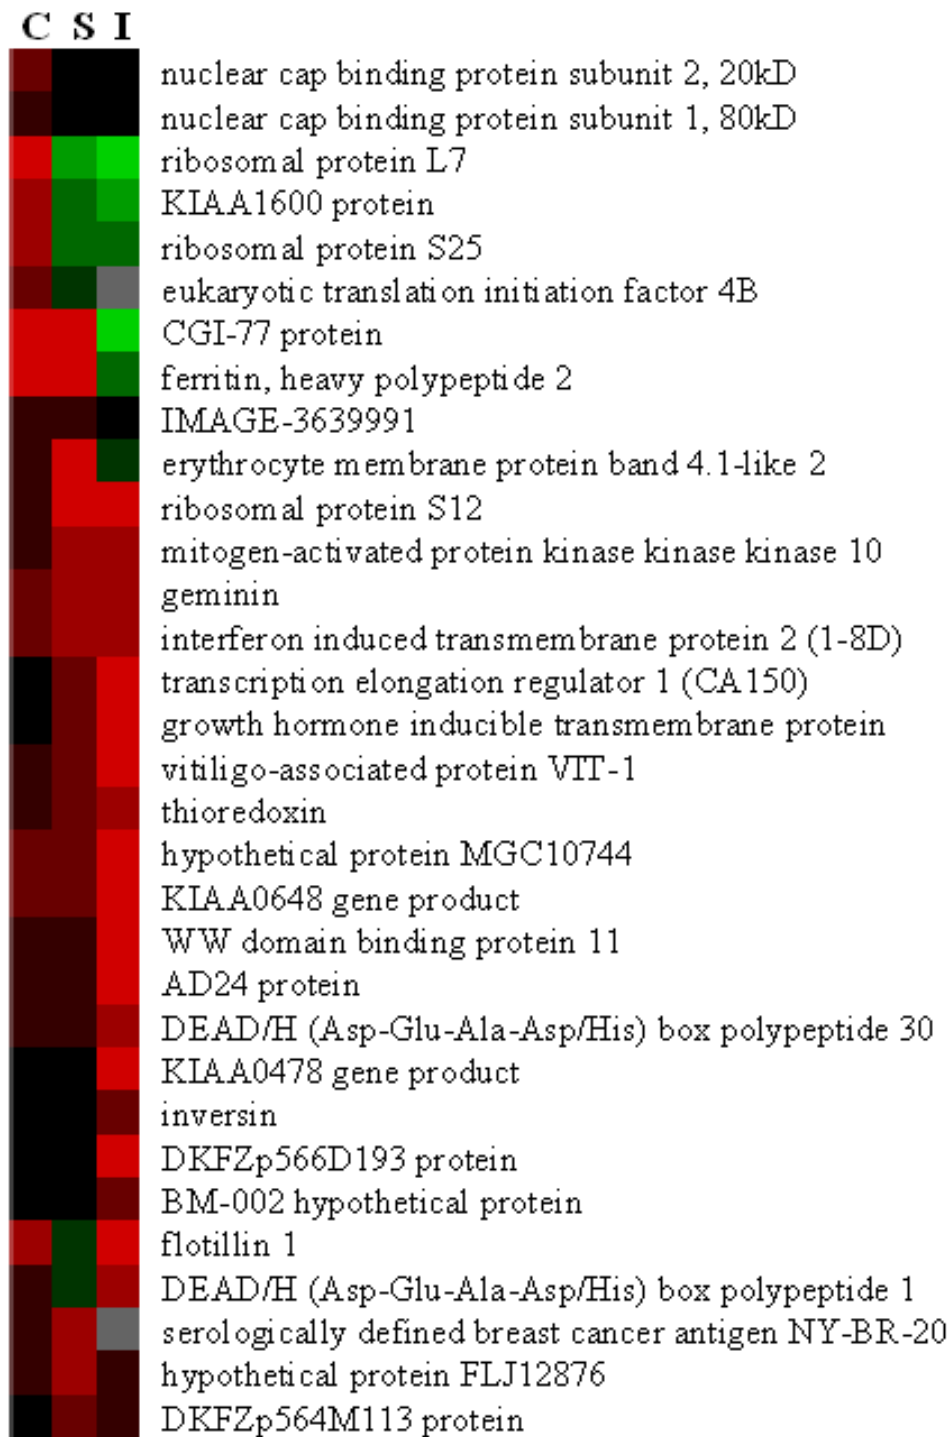 C S I
nuclear cap binding protein subunit 2, 20kD
nuclear cap binding protein subunit 1, 80kD
ribosomal protein L7
KIAA1600 protein
ribosomal protein S25
eukaryotic translation initiation factor 4B
CGI-77 protein
ferritin, heavy polypeptide 2
IMAGE-3639991
erythrocyte membrane protein band 4.1-like 2
ribosomal protein S12
mitogen-activated protein kinase kinase kinase 10
geminin
interferon induced transmembrane protein 2 (1-8D)
transcription elongation regulator 1 (CA150)
growth hormone inducible transmembrane protein
vitiligo-associated protein VIT-1
thioredoxin
hypothetical protein MGC10744
KIAA0648 gene product
WW domain binding protein 11
AD24 protein
DEAD/H (Asp-Glu-Ala-Asp/His) box polypeptide 30
KIAA0478 gene product
inversin
DKFZp566D193 protein
BM-002 hypothetical protein
flotillin 1
DEAD/H (Asp-Glu-Ala-Asp/His) box polypeptide 1
serologically defined breast cancer antigen NY-BR-20
hypothetical protein FLJ12876
DKFZp564M113 protein